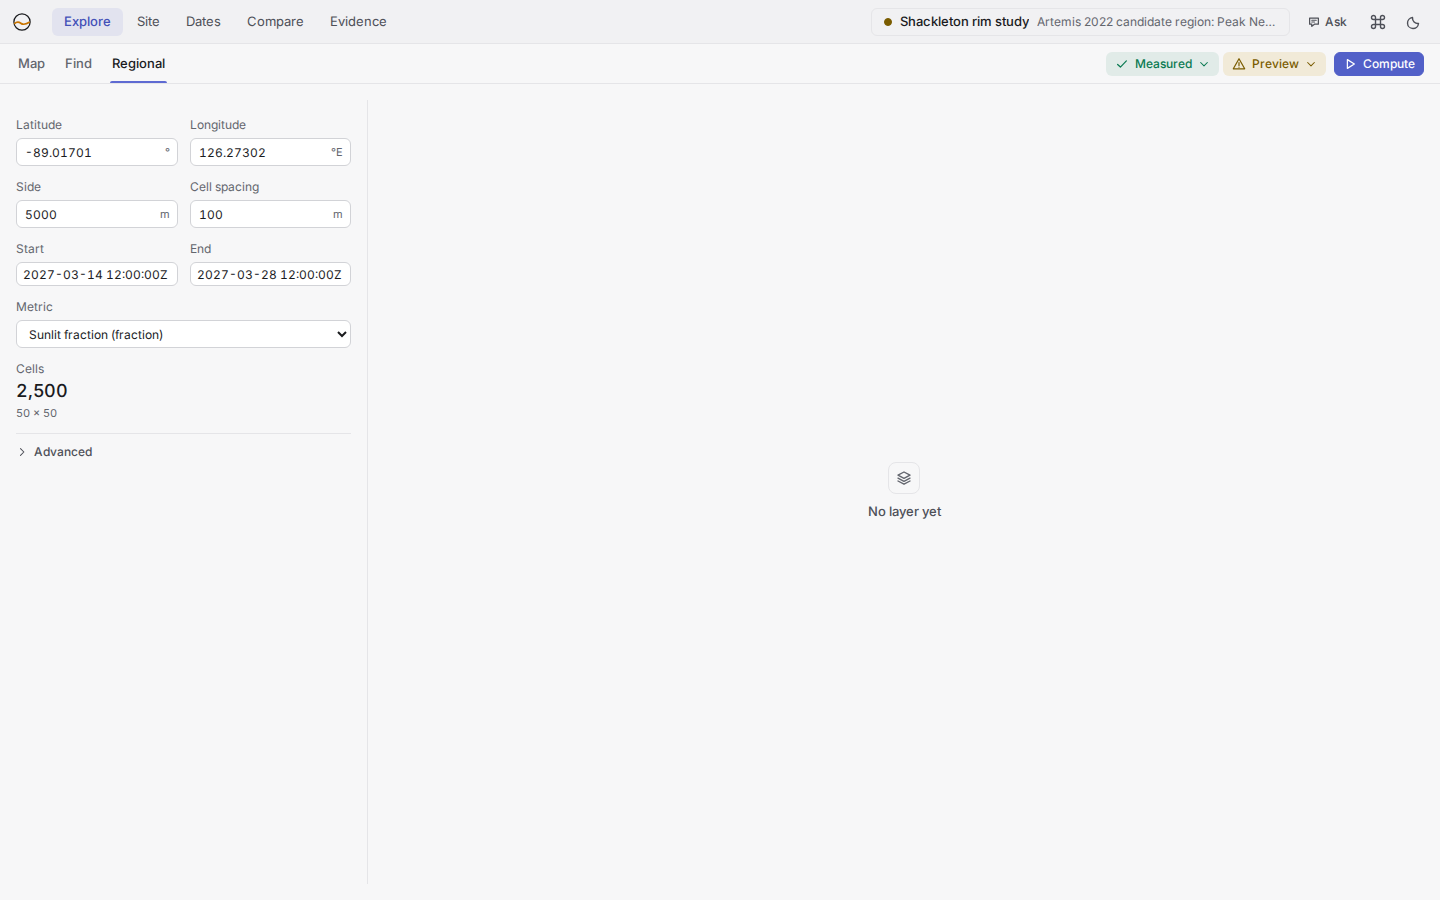 Explore Site Dates Compare Evidence Shackleton rim study Artemis 2022 candidate region: Peak Ne... Ask
Map Find Regional Measured Preview Compute
Latitude Longitude
-89.01701 ° 126.27302 °E
Side Cell spacing
5000 m 100 m
Start End
2027-03-14 12:00:00Z 2027-03-28 12:00:00Z
Metric
Sunlit fraction (fraction)
Cells
2,500
50 × 50
Advanced
No layer yet